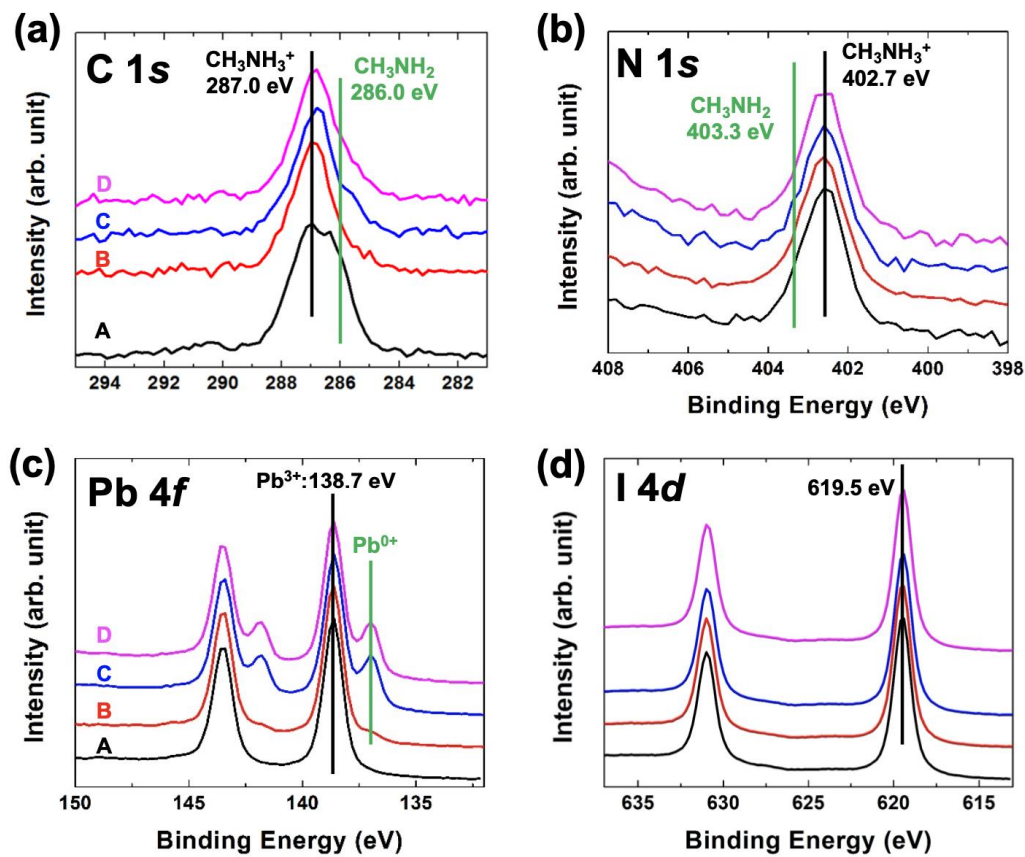 (a)
C 1s
CH₃NH₃⁺
287.0 eV
CH₃NH₂
286.0 eV
D
C
B
A
Intensity (arb. unit)
294 292 290 288 286 284 282
(b)
N 1s
CH₃NH₃⁺
402.7 eV
CH₃NH₂
403.3 eV
Intensity (arb. unit)
408 406 404 402 400 398
Binding Energy (eV)
(c)
Pb 4f
Pb³⁺:138.7 eV
Pb⁰⁺
D
C
B
A
Intensity (arb. unit)
150 145 140 135
Binding Energy (eV)
(d)
I 4d
619.5 eV
Intensity (arb. unit)
635 630 625 620 615
Binding Energy (eV)